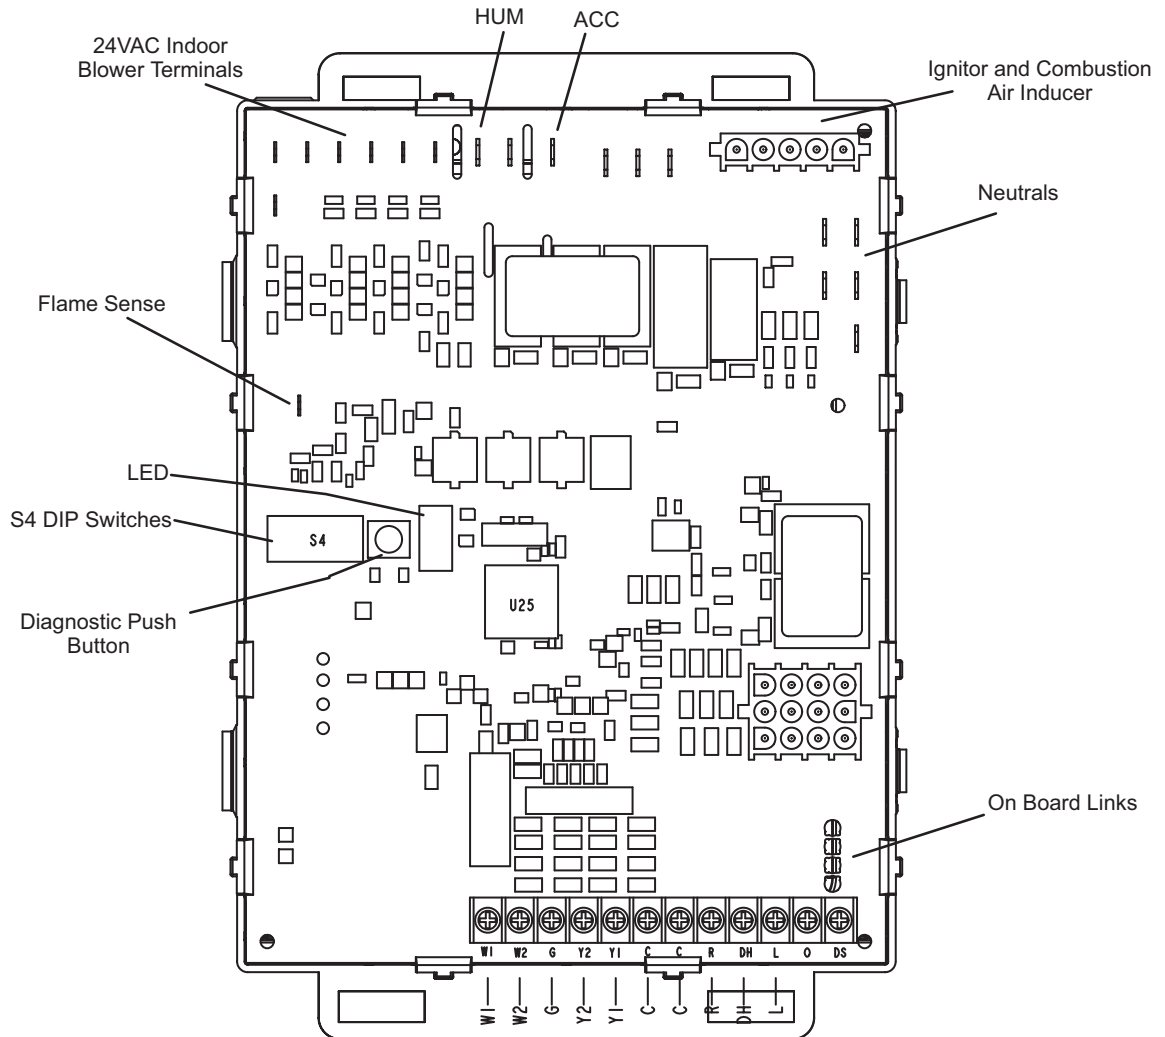 HUM
ACC
24VAC Indoor
Blower Terminals
Ignitor and Combustion
Air Inducer
Neutrals
Flame Sense
LED
S4 DIP Switches
S4
U25
Diagnostic Push
Button
On Board Links
W1 W2 G Y2 Y1 C C R DH L O DS
W1 W2 G Y2 Y1 C C R DH L